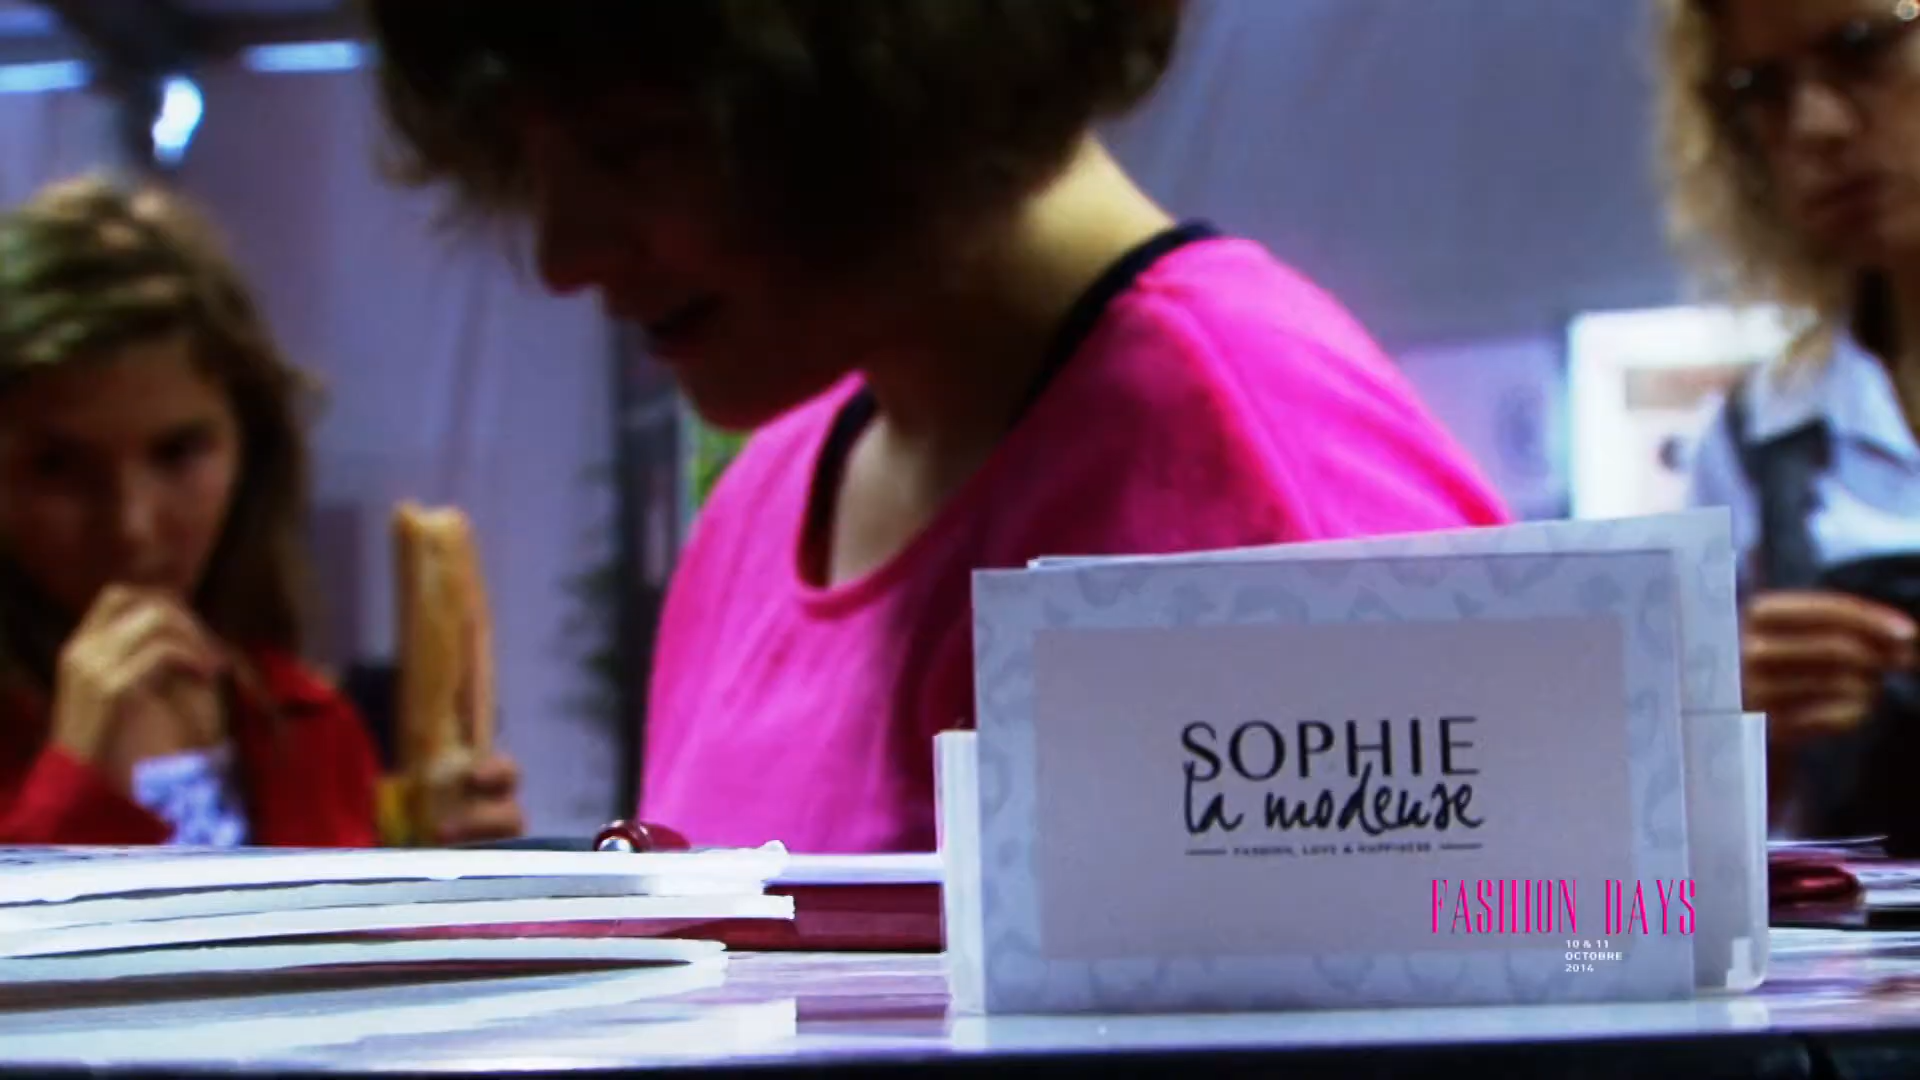 SOPHIE
la modeuse
FASHION, LOVE & HAPPINESS
FASHION DAYS
10 & 11
OCTOBRE
2014